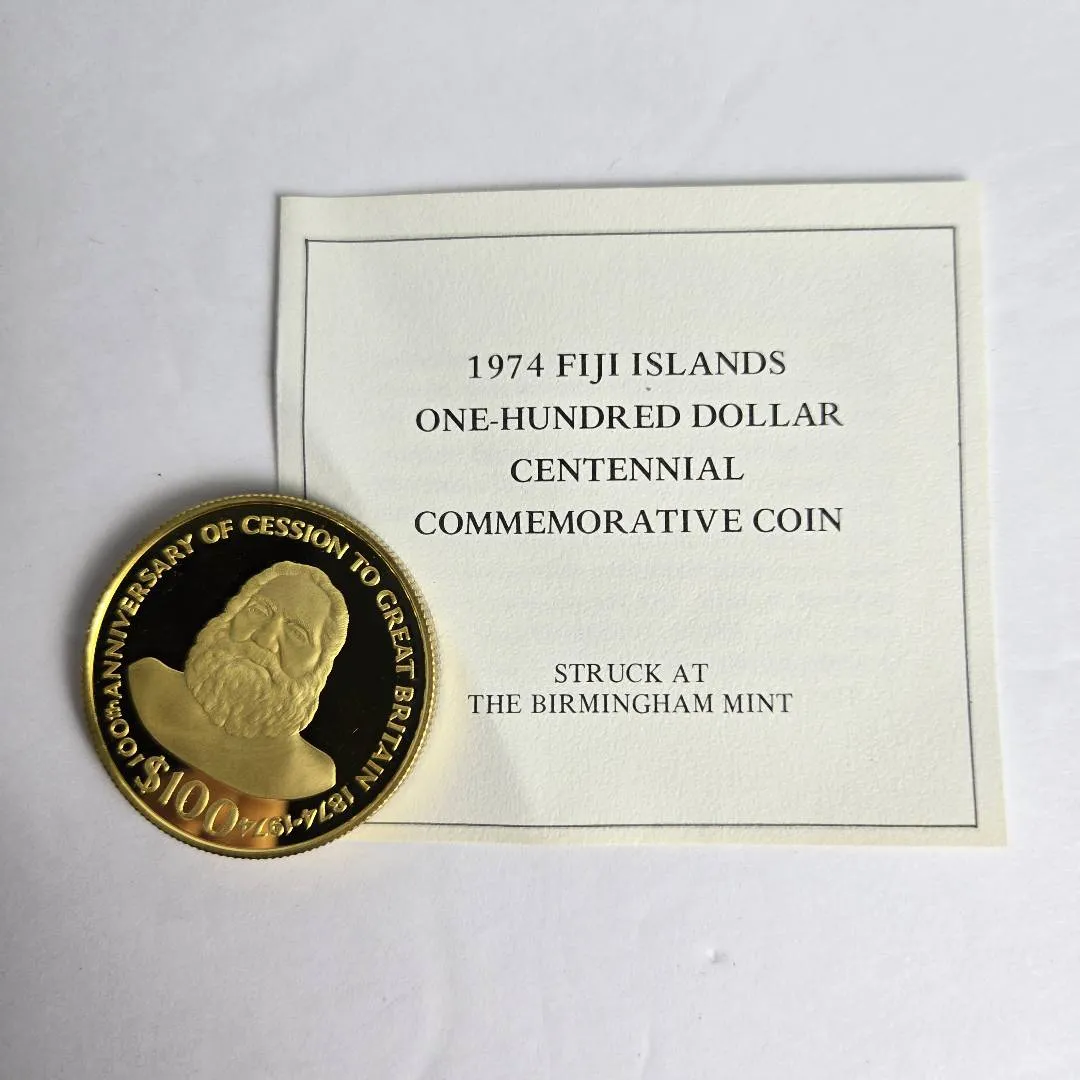 1974 FIJI ISLANDS
ONE-HUNDRED DOLLAR
CENTENNIAL
COMMEMORATIVE COIN
STRUCK AT
THE BIRMINGHAM MINT
100th ANNIVERSARY OF CESSION TO GREAT BRITAIN 1874-1974
$100